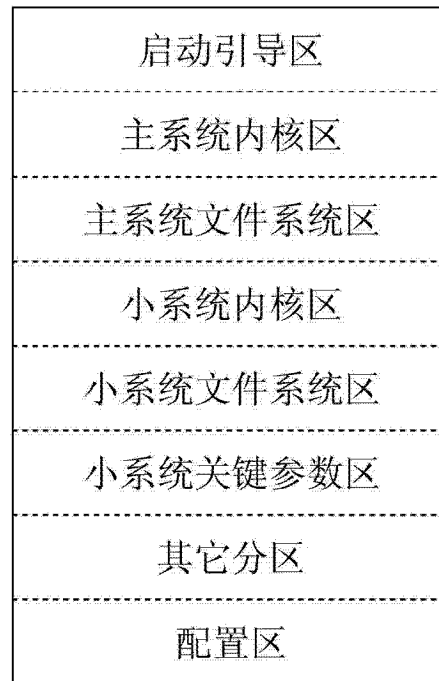 启动引导区
主系统内核区
主系统文件系统区
小系统内核区
小系统文件系统区
小系统关键参数区
其它分区
配置区